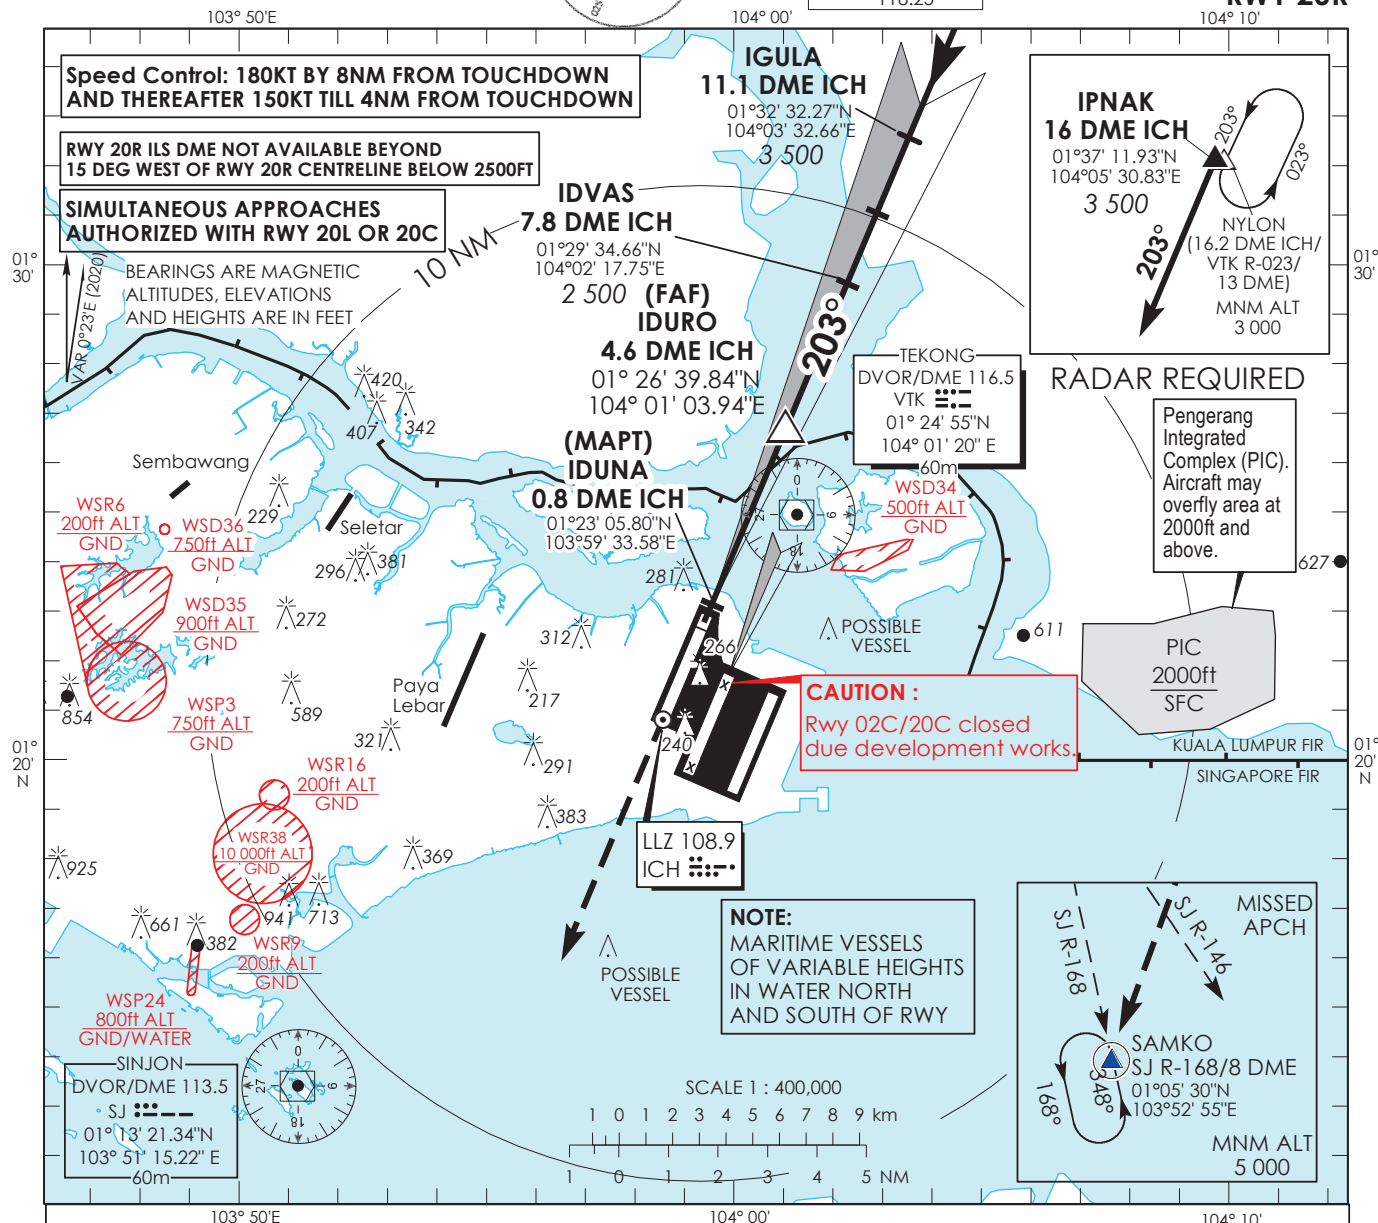 103° 50'E
104° 00'
104° 10'
025°
118.25
RWY 20R
Speed Control: 180KT BY 8NM FROM TOUCHDOWN
AND THEREAFTER 150KT TILL 4NM FROM TOUCHDOWN
RWY 20R ILS DME NOT AVAILABLE BEYOND
15 DEG WEST OF RWY 20R CENTRELINE BELOW 2500FT
SIMULTANEOUS APPROACHES
AUTHORIZED WITH RWY 20L OR 20C
BEARINGS ARE MAGNETIC
ALTITUDES, ELEVATIONS
AND HEIGHTS ARE IN FEET
VAR 0°23'E (2020)
01°
30'
10 NM
IGULA
11.1 DME ICH
01°32' 32.27"N
104°03' 32.66"E
3 500
IDVAS
7.8 DME ICH
01°29' 34.66"N
104°02' 17.75"E
2 500
(FAF)
IDURO
4.6 DME ICH
01° 26' 39.84"N
104° 01' 03.94"E
(MAPT)
IDUNA
0.8 DME ICH
01°23' 05.80"N
103°59' 33.58"E
203°
IPNAK
16 DME ICH
01°37' 11.93"N
104°05' 30.83"E
3 500
203°
023°
203°
NYLON
(16.2 DME ICH/
VTK R-023/
13 DME)
MNM ALT
3 000
01°
30'
RADAR REQUIRED
TEKONG
DVOR/DME 116.5
VTK
01° 24' 55"N
104° 01' 20" E
60m
Pengerang
Integrated
Complex (PIC).
Aircraft may
overfly area at
2000ft and
above.
WSD34
500ft ALT
GND
0
9
18
27
420
407
342
Sembawang
229
Seletar
296
381
272
WSR6
200ft ALT
GND
WSD36
750ft ALT
GND
WSD35
900ft ALT
GND
WSP3
750ft ALT
GND
854
589
321
Paya
Lebar
281
312
217
291
383
369
266
240
POSSIBLE
VESSEL
611
627
PIC
2000ft
SFC
CAUTION :
Rwy 02C/20C closed
due development works.
x
x
KUALA LUMPUR FIR
SINGAPORE FIR
01°
20'
N
01°
20'
N
WSR16
200ft ALT
GND
WSR38
10 000ft ALT
GND
925
941
713
661
382
WSR9
200ft ALT
GND
WSP24
800ft ALT
GND/WATER
LLZ 108.9
ICH
NOTE:
MARITIME VESSELS
OF VARIABLE HEIGHTS
IN WATER NORTH
AND SOUTH OF RWY
POSSIBLE
VESSEL
MISSED
APCH
SJ R-168
SJ R-146
SAMKO
SJ R-168/8 DME
01°05' 30"N
103°52' 55"E
168°
348°
MNM ALT
5 000
SINJON
DVOR/DME 113.5
SJ
01° 13' 21.34"N
103° 51' 15.22" E
60m
0
9
18
27
SCALE 1 : 400,000
1 0 1 2 3 4 5 6 7 8 9 km
1 0 1 2 3 4 5 NM
103° 50'E
104° 00'
104° 10'